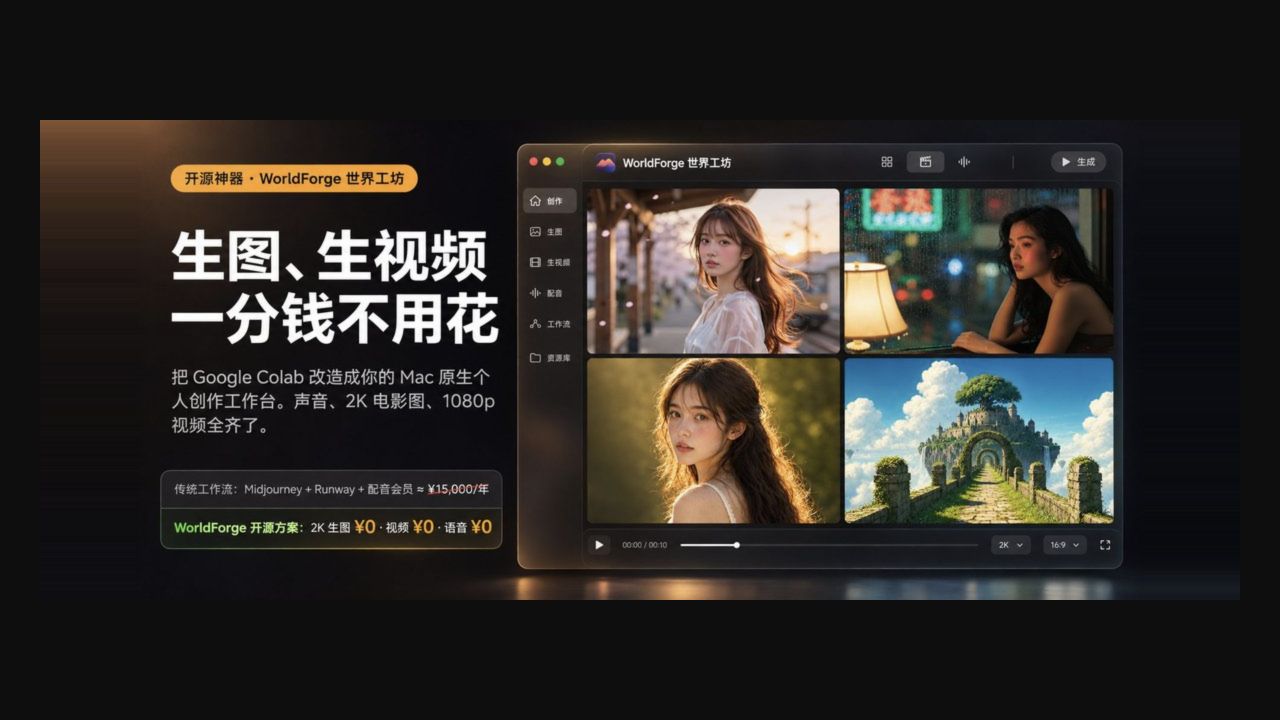 开源神器・WorldForge 世界工坊
生图、生视频
一分钱不用花
把 Google Colab 改造成你的 Mac 原生个
人创作工作台。声音、2K 电影图、1080p
视频全齐了。
传统工作流：Midjourney + Runway + 配音会员 ≈ ¥15,000/年
WorldForge 开源方案：2K 生图 ¥0 · 视频 ¥0 · 语音 ¥0
WorldForge 世界工坊
生成
创作
生图
生视频
配音
工作流
资源库
00:00 / 00:10
2K
16:9